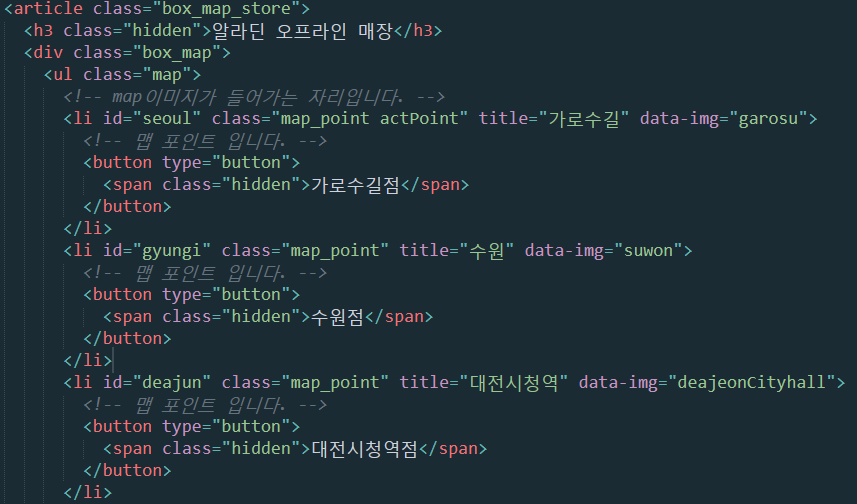 <article class="box_map_store">
<h3 class="hidden">알라딘 오프라인 매장</h3>
<div class="box_map">
<ul class="map">
<!-- map이미지가 들어가는 자리입니다. -->
<li id="seoul" class="map_point actPoint" title="가로수길" data-img="garosu">
<!-- 맵 포인트 입니다. -->
<button type="button">
<span class="hidden">가로수길점</span>
</button>
</li>
<li id="gyungi" class="map_point" title="수원" data-img="suwon">
<!-- 맵 포인트 입니다. -->
<button type="button">
<span class="hidden">수원점</span>
</button>
</li>
<li id="deajun" class="map_point" title="대전시청역" data-img="deajeonCityhall">
<!-- 맵 포인트 입니다. -->
<button type="button">
<span class="hidden">대전시청역점</span>
</button>
</li>